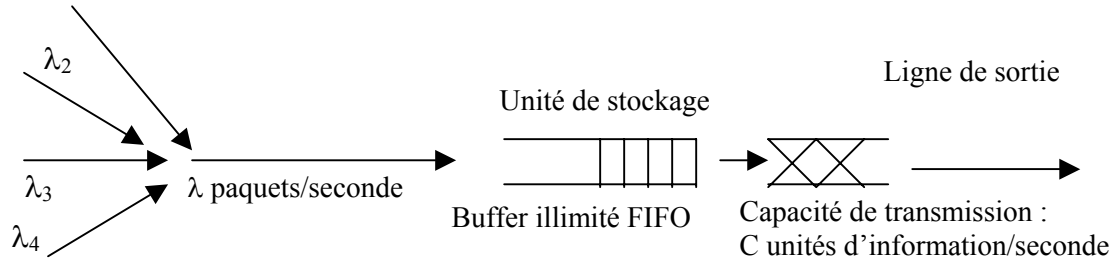 λ2
Ligne de sortie
Unité de stockage
λ3
λ paquets/seconde
Buffer illimité FIFO
Capacité de transmission :
C unités d’information/seconde
λ4